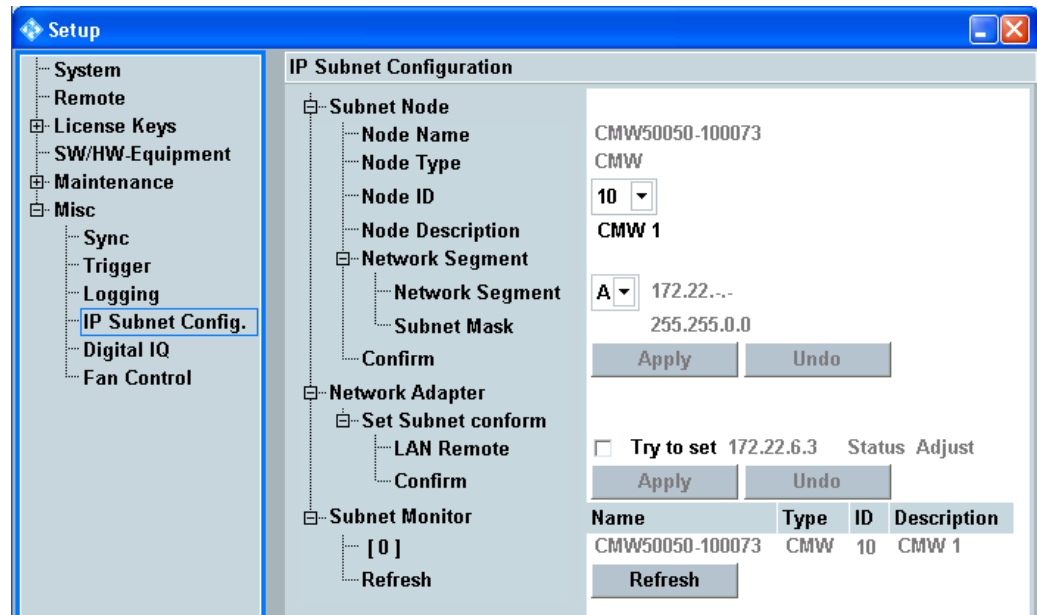 Setup
System
Remote
License Keys
SW/HW-Equipment
Maintenance
Misc
Sync
Trigger
Logging
IP Subnet Config.
Digital IQ
Fan Control
IP Subnet Configuration
Subnet Node
Node Name CMW50050-100073
Node Type CMW
Node ID 10
Node Description CMW 1
Network Segment
Network Segment A 172.22.-.-
Subnet Mask 255.255.0.0
Confirm Apply Undo
Network Adapter
Set Subnet conform
LAN Remote Try to set 172.22.6.3 Status Adjust
Confirm Apply Undo
Subnet Monitor Name Type ID Description
[ 0 ] CMW50050-100073 CMW 10 CMW 1
Refresh Refresh